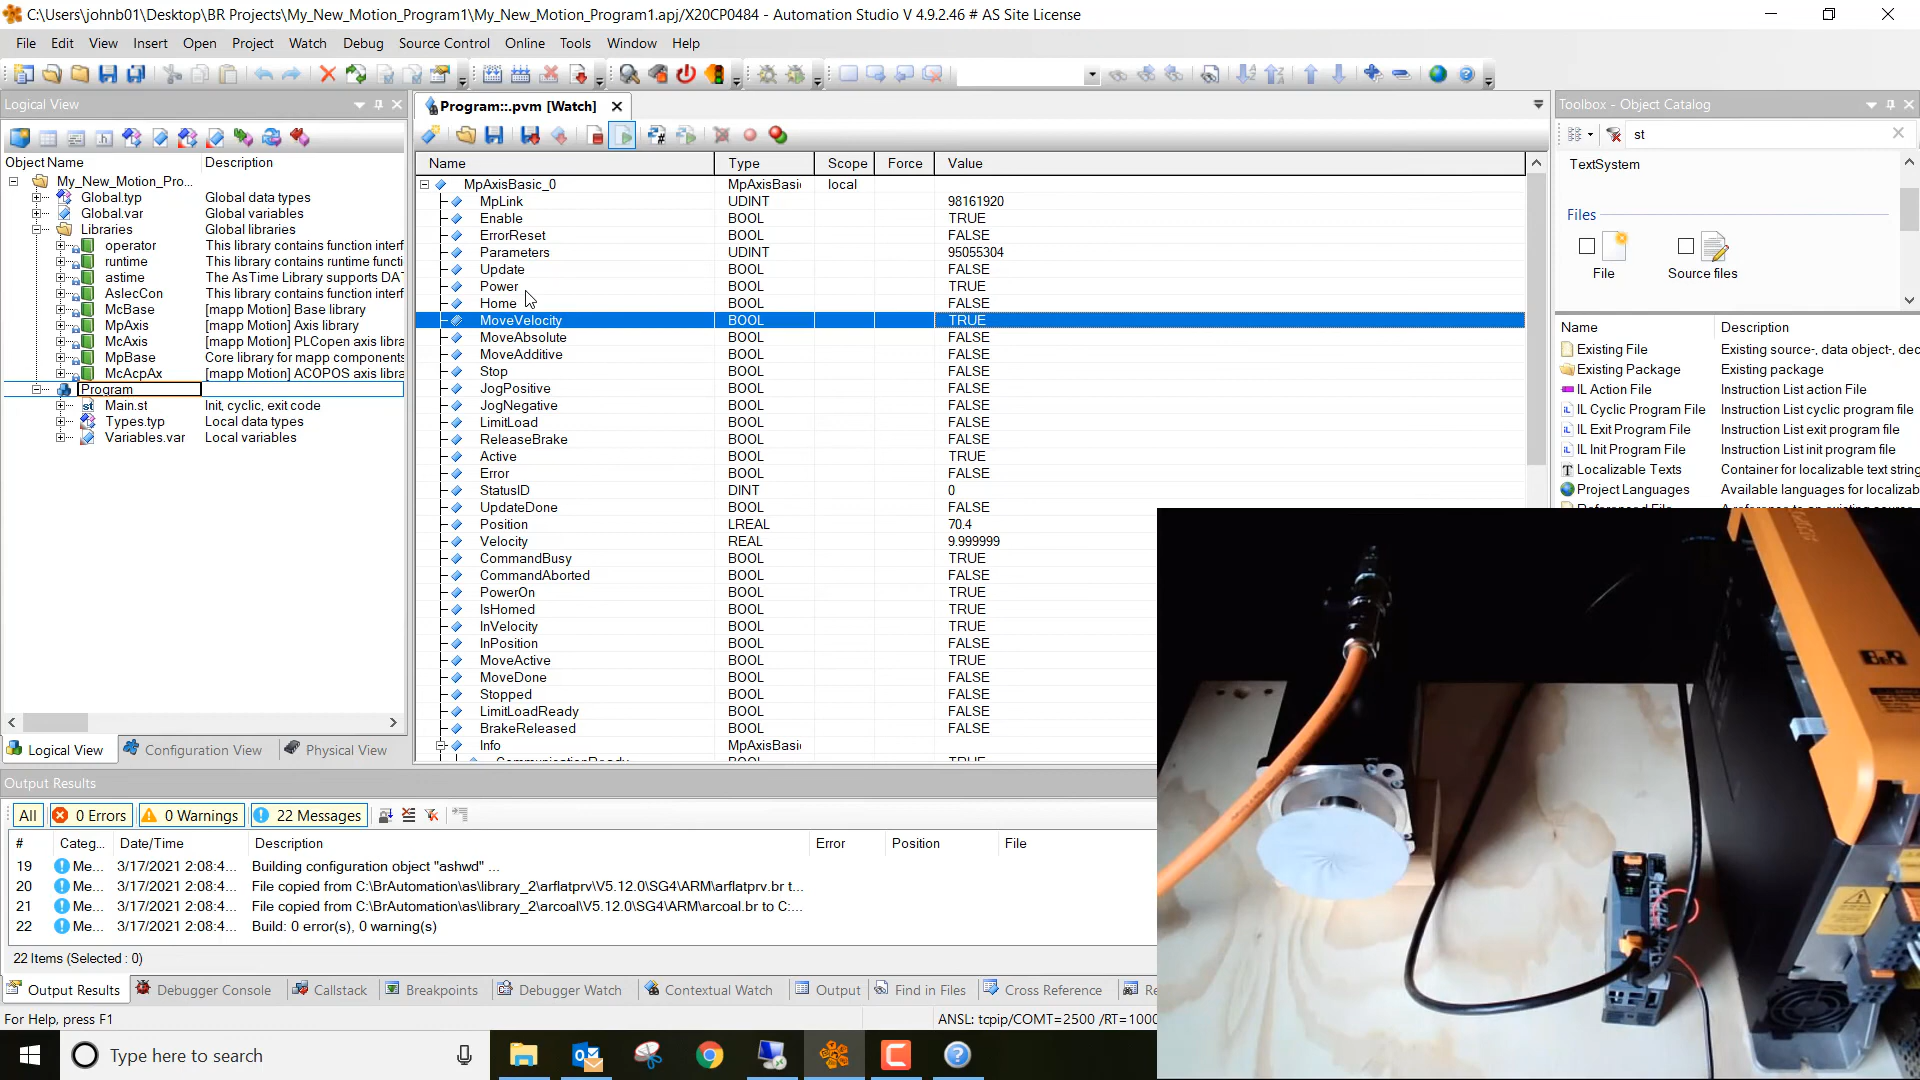 C:\Users\johnb01\Desktop\BR Projects\My_New_Motion_Program1\My_New_Motion_Program1.apj/X20CP0484 - Automation Studio V 4.9.2.46 # AS Site License
File Edit View Insert Open Project Watch Debug Source Control Online Tools Window Help
Logical View
Object Name Description
My_New_Motion_Pro...
Global.typ Global data types
Global.var Global variables
Libraries Global libraries
operator This library contains function interf
runtime This library contains runtime functi
astime The AsTime Library supports DA
AsIecCon This library contains function interf
McBase [mapp Motion] Base library
MpAxis [mapp Motion] Axis library
McAxis [mapp Motion] PLCopen axis libra
MpBase Core library for mapp components
McAcpAx [mapp Motion] ACOPOS axis libra
Program
Main.st Init, cyclic, exit code
Types.typ Local data types
Variables.var Local variables
Logical View Configuration View Physical View
Program::.pvm [Watch]
Name Type Scope Force Value
MpAxisBasic_0 MpAxisBasi local
MpLink UDINT 98161920
Enable BOOL TRUE
ErrorReset BOOL FALSE
Parameters UDINT 95055304
Update BOOL FALSE
Power BOOL TRUE
Home BOOL FALSE
MoveVelocity BOOL TRUE
MoveAbsolute BOOL FALSE
MoveAdditive BOOL FALSE
Stop BOOL FALSE
JogPositive BOOL FALSE
JogNegative BOOL FALSE
LimitLoad BOOL FALSE
ReleaseBrake BOOL FALSE
Active BOOL TRUE
Error BOOL FALSE
StatusID DINT 0
UpdateDone BOOL FALSE
Position LREAL 70.4
Velocity REAL 9.999999
CommandBusy BOOL TRUE
CommandAborted BOOL FALSE
PowerOn BOOL TRUE
IsHomed BOOL TRUE
InVelocity BOOL TRUE
InPosition BOOL FALSE
MoveActive BOOL TRUE
MoveDone BOOL FALSE
Stopped BOOL FALSE
LimitLoadReady BOOL FALSE
BrakeReleased BOOL FALSE
Info MpAxisBasi
CommunicationReady BOOL TRUE
Toolbox - Object Catalog
st
TextSystem
Files
File Source files
Name Description
Existing File Existing source-, data object-, dec
Existing Package Existing package
IL Action File Instruction List action File
IL Cyclic Program File Instruction List cyclic program file
IL Exit Program File Instruction List exit program file
IL Init Program File Instruction List init program file
Localizable Texts Container for localizable text string
Project Languages Available languages for localizab
Output Results
All 0 Errors 0 Warnings 22 Messages
# Categ... Date/Time Description Error Position File
19 Me... 3/17/2021 2:08:4... Building configuration object "ashwd" ...
20 Me... 3/17/2021 2:08:4... File copied from C:\BrAutomation\as\library_2\arflatprv\V5.12.0\SG4\ARM\arflatprv.br t...
21 Me... 3/17/2021 2:08:4... File copied from C:\BrAutomation\as\library_2\arcoal\V5.12.0\SG4\ARM\arcoal.br to C:...
22 Me... 3/17/2021 2:08:4... Build: 0 error(s), 0 warning(s)
22 Items (Selected : 0)
Output Results Debugger Console Callstack Breakpoints Debugger Watch Contextual Watch Output Find in Files Cross Reference Re
For Help, press F1 ANSL: tcpip/COMT=2500 /RT=1000
Type here to search